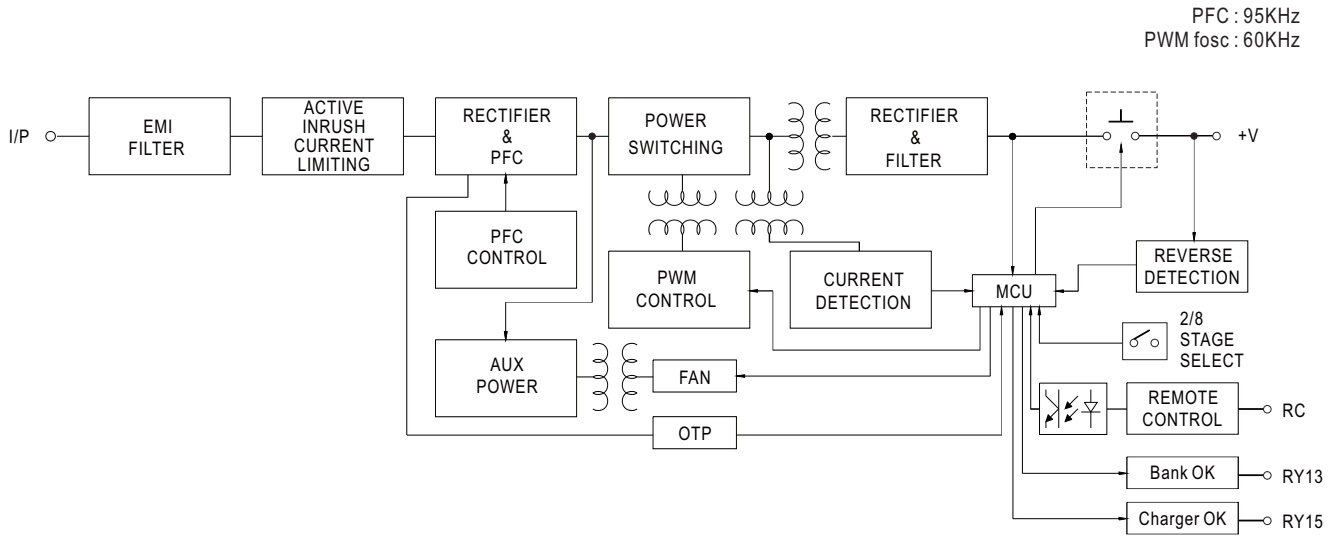 PFC : 95KHz
PWM fosc : 60KHz
I/P
EMI
FILTER
ACTIVE
INRUSH
CURRENT
LIMITING
RECTIFIER
&
PFC
POWER
SWITCHING
RECTIFIER
&
FILTER
+V
PFC
CONTROL
PWM
CONTROL
CURRENT
DETECTION
MCU
REVERSE
DETECTION
2/8
STAGE
SELECT
AUX
POWER
FAN
OTP
REMOTE
CONTROL
RC
Bank OK
RY13
Charger OK
RY15